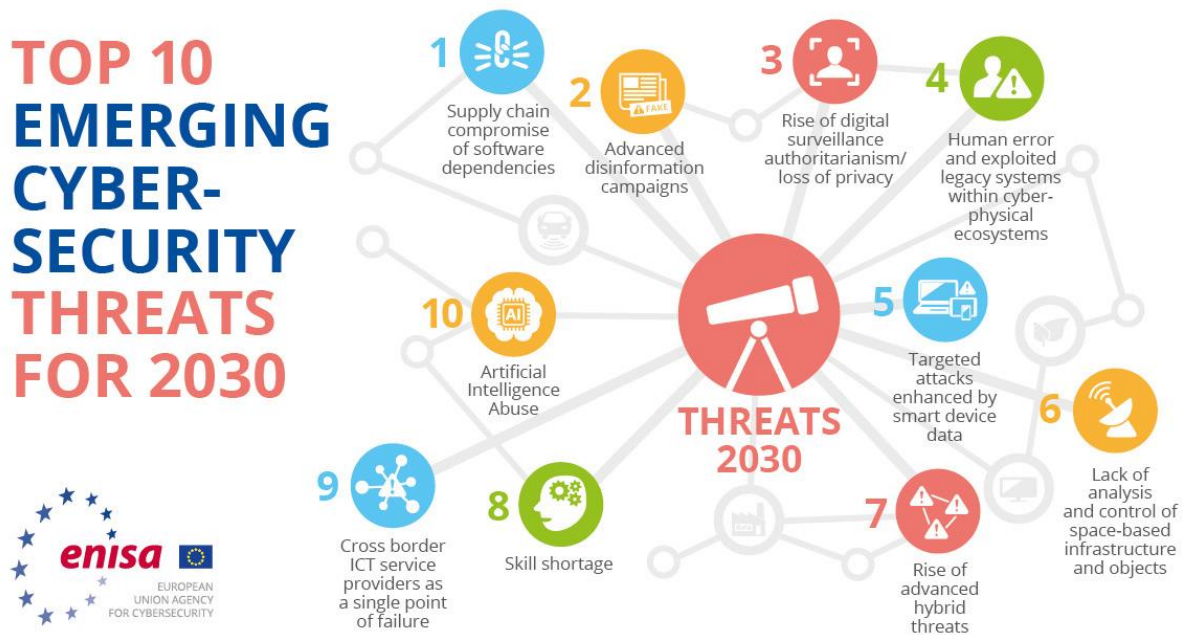 TOP 10
EMERGING
CYBER-
SECURITY
THREATS
FOR 2030
1
Supply chain
compromise
of software
dependencies
2
FAKE
Advanced
disinformation
campaigns
3
Rise of digital
surveillance
authoritarianism/
loss of privacy
4
Human error
and exploited
legacy systems
within cyber-
physical
ecosystems
5
Targeted
attacks
enhanced by
smart device
data
6
Lack of
analysis
and control of
space-based
infrastructure
and objects
7
Rise of
advanced
hybrid
threats
8
Skill shortage
9
Cross border
ICT service
providers as
a single point
of failure
10
AI
Artificial
Intelligence
Abuse
THREATS
2030
enisa
EUROPEAN
UNION AGENCY
FOR CYBERSECURITY